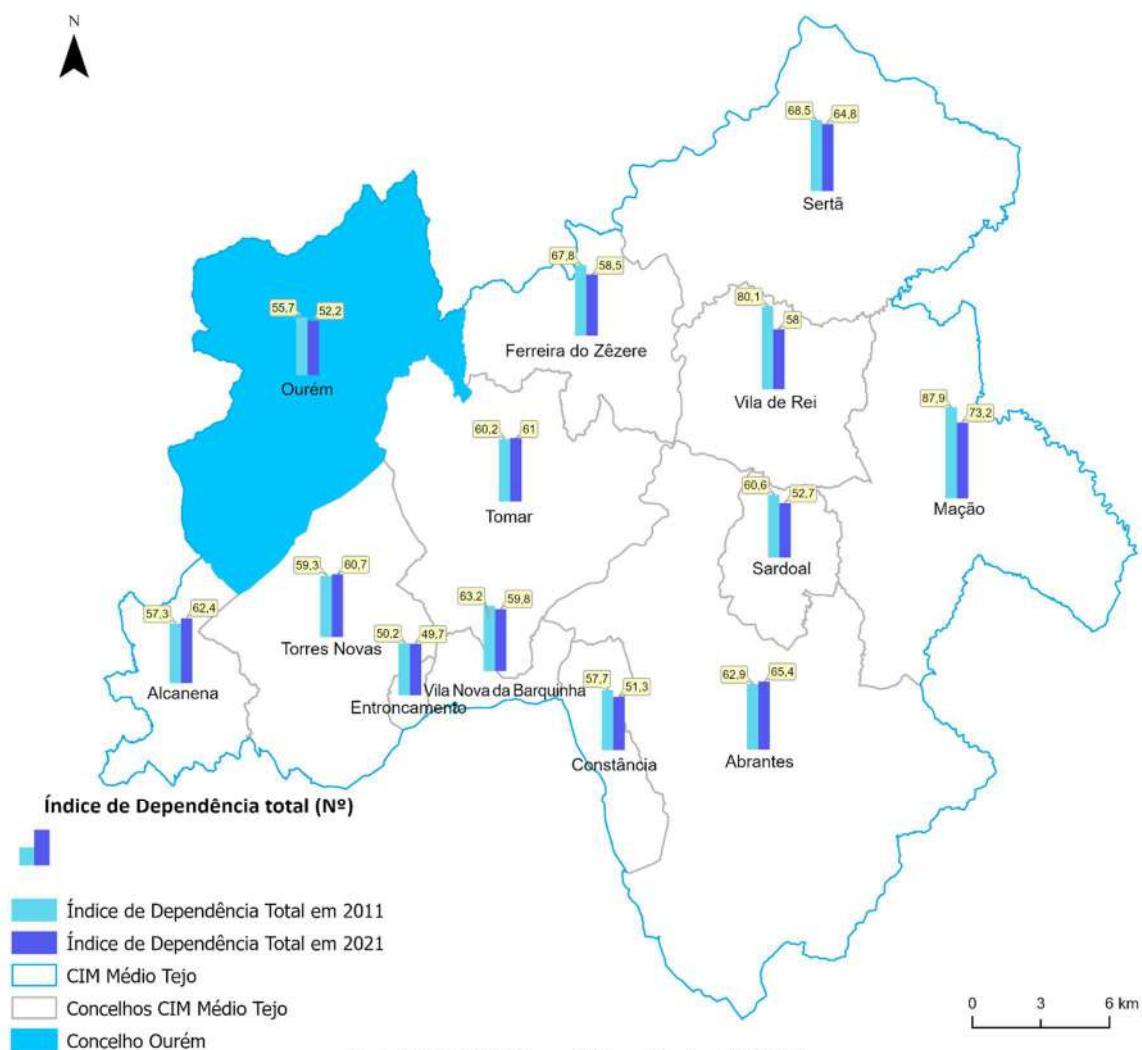 N
68,5 64,8
Sertã
67,8 58,5
Ferreira do Zêzere
80,1 58
Vila de Rei
55,7 52,2
Ourém
87,9 73,2
Mação
60,2 61
Tomar
60,6 52,7
Sardoal
59,3 60,7
Torres Novas
57,3 62,4
Alcanena
63,2 59,8
Vila Nova da Barquinha
50,2 49,7
Entroncamento
57,7 51,3
Constância
62,9 65,4
Abrantes
Índice de Dependência total (Nº)
Índice de Dependência Total em 2011
Índice de Dependência Total em 2021
CIM Médio Tejo
Concelhos CIM Médio Tejo
Concelho Ourém
0 3 6 km